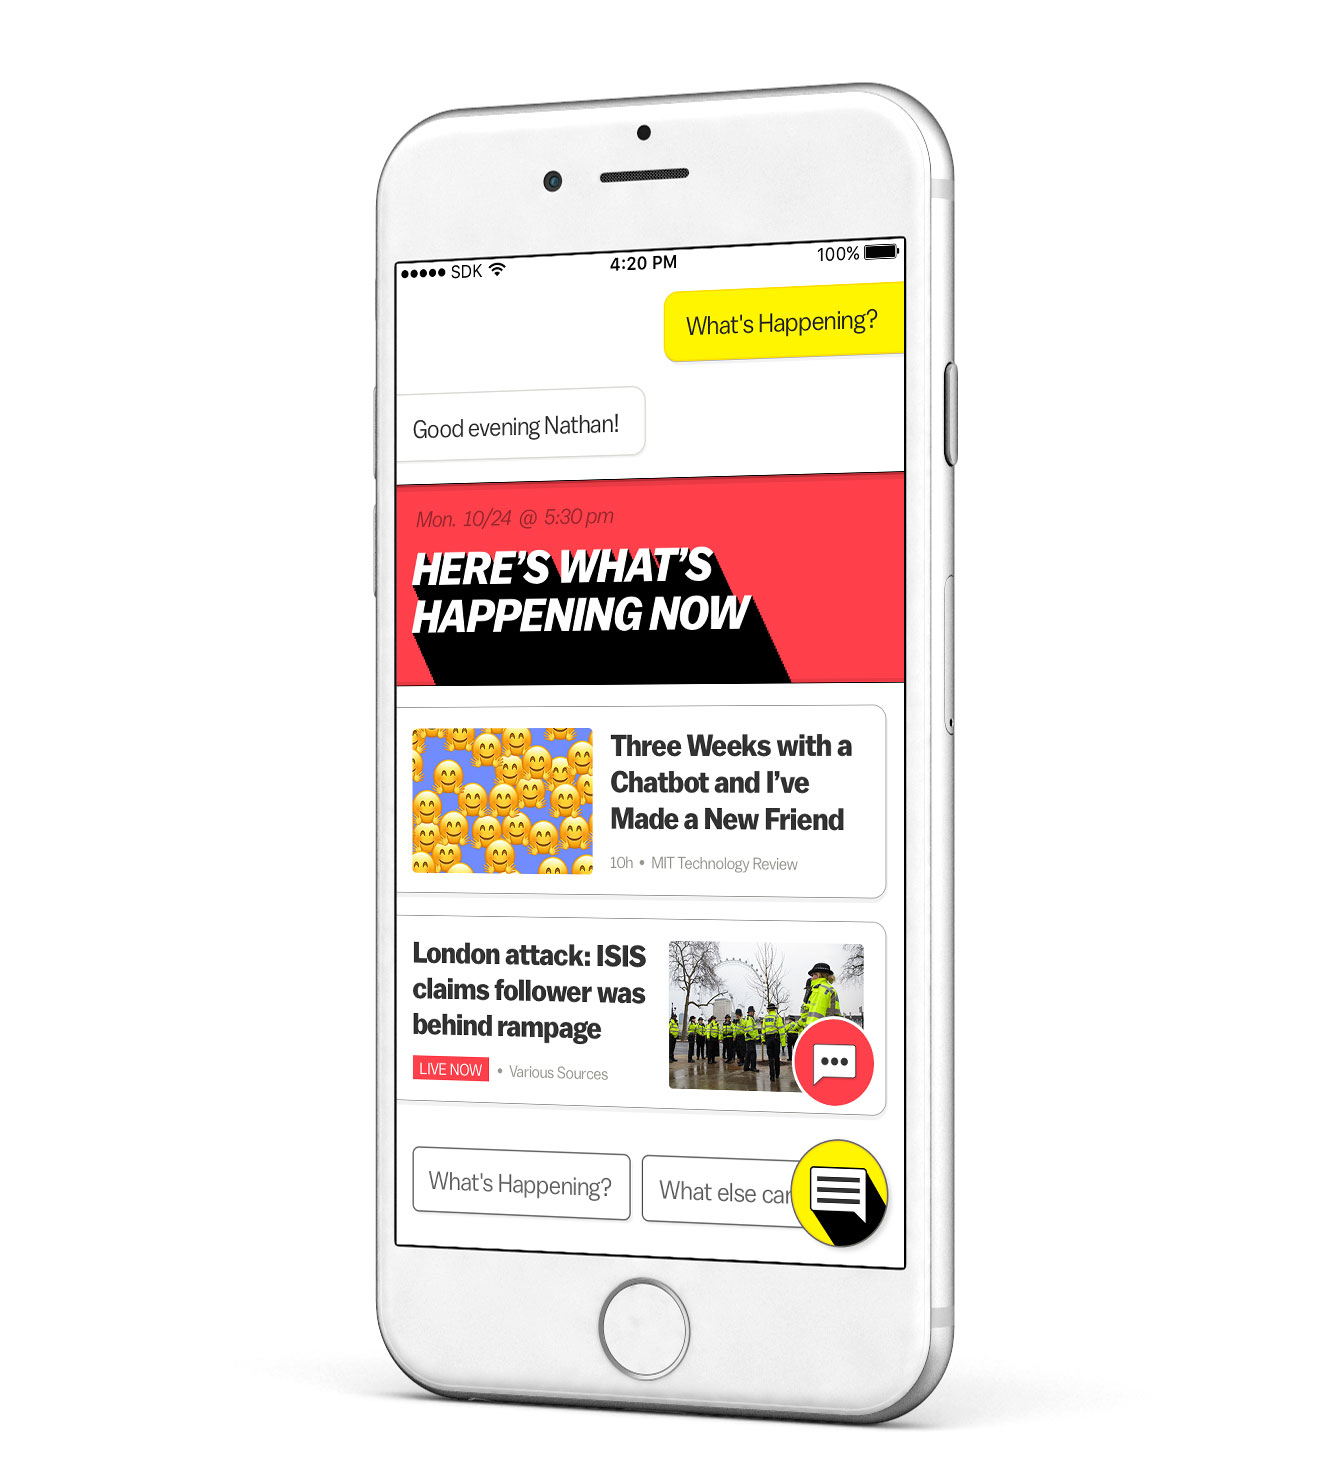 SDK 4:20 PM 100%
What's Happening?
Good evening Nathan!
Mon. 10/24 @ 5:30 pm
HERE'S WHAT'S
HAPPENING NOW
Three Weeks with a
Chatbot and I've
Made a New Friend
10h • MIT Technology Review
London attack: ISIS
claims follower was
behind rampage
LIVE NOW • Various Sources
What's Happening?
What else can